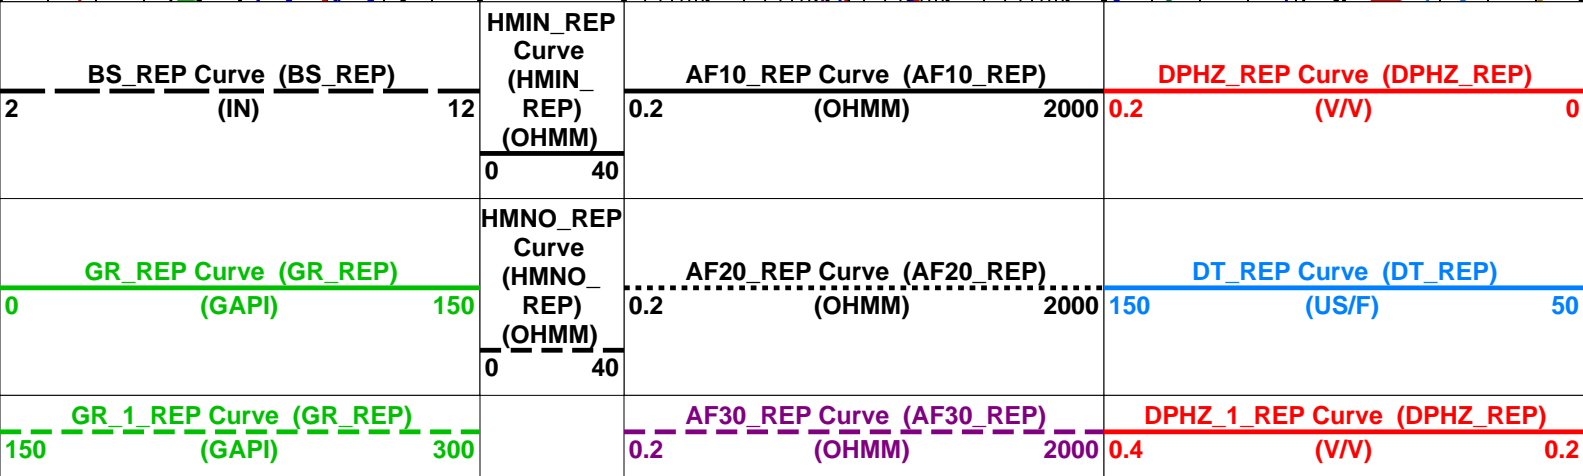 BS_REP Curve (BS_REP)
2 (IN) 12
HMIN_REP
Curve
(HMIN_
REP)
(OHMM)
0 40
AF10_REP Curve (AF10_REP)
0.2 (OHMM) 2000
DPHZ_REP Curve (DPHZ_REP)
0.2 (V/V) 0
GR_REP Curve (GR_REP)
0 (GAPI) 150
HMNO_REP
Curve
(HMNO_
REP)
(OHMM)
0 40
AF20_REP Curve (AF20_REP)
0.2 (OHMM) 2000
DT_REP Curve (DT_REP)
150 (US/F) 50
GR_1_REP Curve (GR_REP)
150 (GAPI) 300
AF30_REP Curve (AF30_REP)
0.2 (OHMM) 2000
DPHZ_1_REP Curve (DPHZ_REP)
0.4 (V/V) 0.2